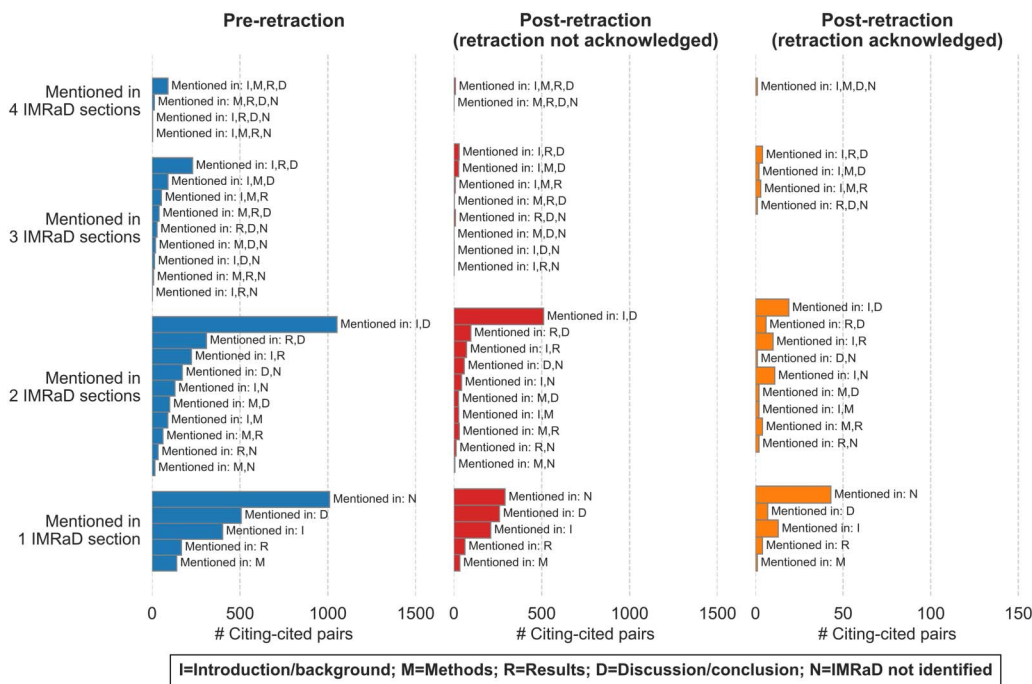 Pre-retraction
Post-retraction
(retraction not acknowledged)
Post-retraction
(retraction acknowledged)
Mentioned in
4 IMRaD sections
Mentioned in: I,M,R,D
Mentioned in: M,R,D,N
Mentioned in: I,R,D,N
Mentioned in: I,M,R,N
Mentioned in: I,M,R,D
Mentioned in: M,R,D,N
Mentioned in: I,M,D,N
Mentioned in
3 IMRaD sections
Mentioned in: I,R,D
Mentioned in: I,M,D
Mentioned in: I,M,R
Mentioned in: M,R,D
Mentioned in: R,D,N
Mentioned in: M,D,N
Mentioned in: I,D,N
Mentioned in: M,R,N
Mentioned in: I,R,N
Mentioned in: I,R,D
Mentioned in: I,M,D
Mentioned in: I,M,R
Mentioned in: M,R,D
Mentioned in: R,D,N
Mentioned in: M,D,N
Mentioned in: I,D,N
Mentioned in: I,R,N
Mentioned in: I,R,D
Mentioned in: I,M,D
Mentioned in: I,M,R
Mentioned in: R,D,N
Mentioned in
2 IMRaD sections
Mentioned in: I,D
Mentioned in: R,D
Mentioned in: I,R
Mentioned in: D,N
Mentioned in: I,N
Mentioned in: M,D
Mentioned in: I,M
Mentioned in: M,R
Mentioned in: R,N
Mentioned in: M,N
Mentioned in: I,D
Mentioned in: R,D
Mentioned in: I,R
Mentioned in: D,N
Mentioned in: I,N
Mentioned in: M,D
Mentioned in: I,M
Mentioned in: M,R
Mentioned in: R,N
Mentioned in: M,N
Mentioned in: I,D
Mentioned in: R,D
Mentioned in: I,R
Mentioned in: D,N
Mentioned in: I,N
Mentioned in: M,D
Mentioned in: I,M
Mentioned in: M,R
Mentioned in: R,N
Mentioned in
1 IMRaD section
Mentioned in: N
Mentioned in: D
Mentioned in: I
Mentioned in: R
Mentioned in: M
Mentioned in: N
Mentioned in: D
Mentioned in: I
Mentioned in: R
Mentioned in: M
Mentioned in: N
Mentioned in: D
Mentioned in: I
Mentioned in: R
Mentioned in: M
0 500 1000 1500
0 500 1000 1500
0 50 100 15
# Citing-cited pairs
# Citing-cited pairs
# Citing-cited pairs
I=Introduction/background; M=Methods; R=Results; D=Discussion/conclusion; N=IMRaD not identified